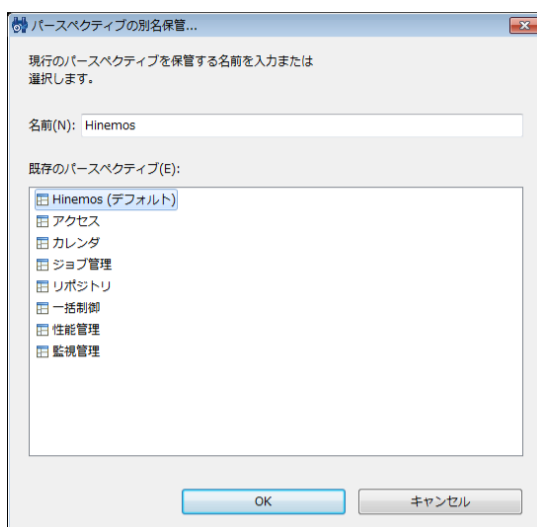 パースペクティブの別名保管...
現行のパースペクティブを保管する名前を入力または
選択します。
名前(N): Hinemos
既存のパースペクティブ(E):
Hinemos (デフォルト)
アクセス
カレンダ
ジョブ管理
リポジトリ
一括制御
性能管理
監視管理
OK キャンセル